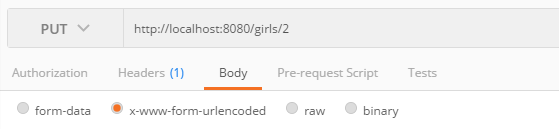 PUT http://localhost:8080/girls/2
Authorization Headers (1) Body Pre-request Script Tests
form-data x-www-form-urlencoded raw binary